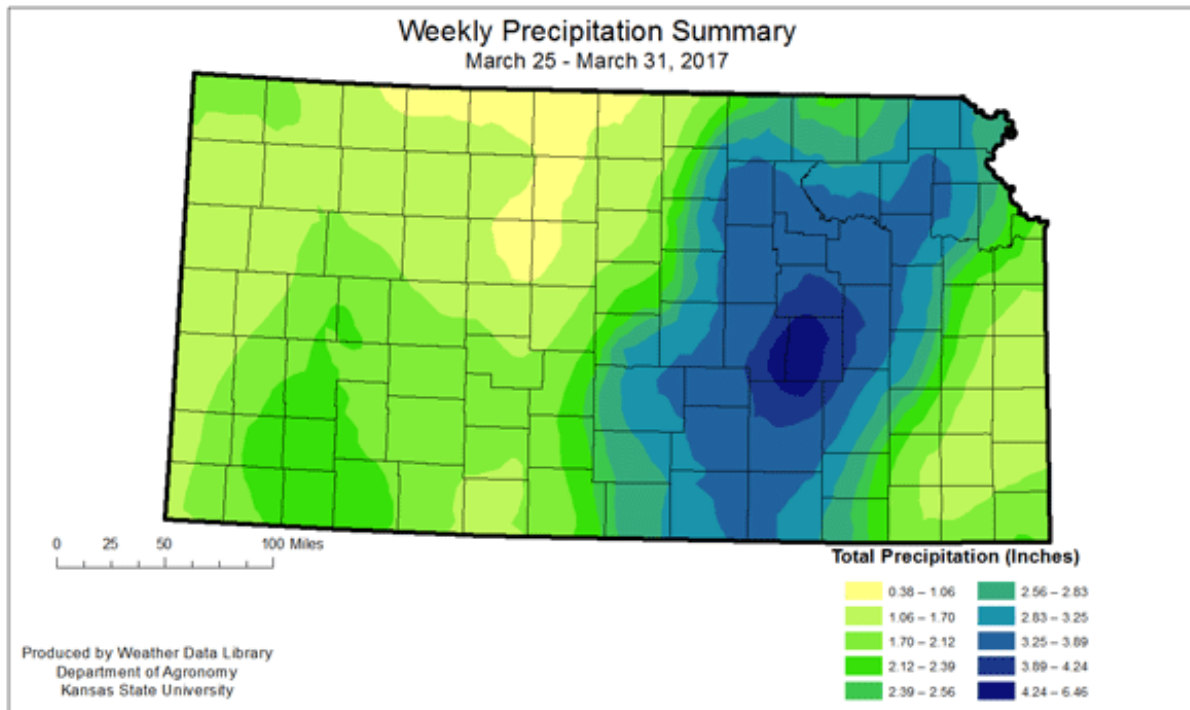 Weekly Precipitation Summary
March 25 - March 31, 2017
0 25 50 100 Miles
Total Precipitation (Inches)
0.38 – 1.06
1.06 – 1.70
1.70 – 2.12
2.12 – 2.39
2.39 – 2.56
2.56 – 2.83
2.83 – 3.25
3.25 – 3.89
3.89 – 4.24
4.24 – 6.46
Produced by Weather Data Library
Department of Agronomy
Kansas State University